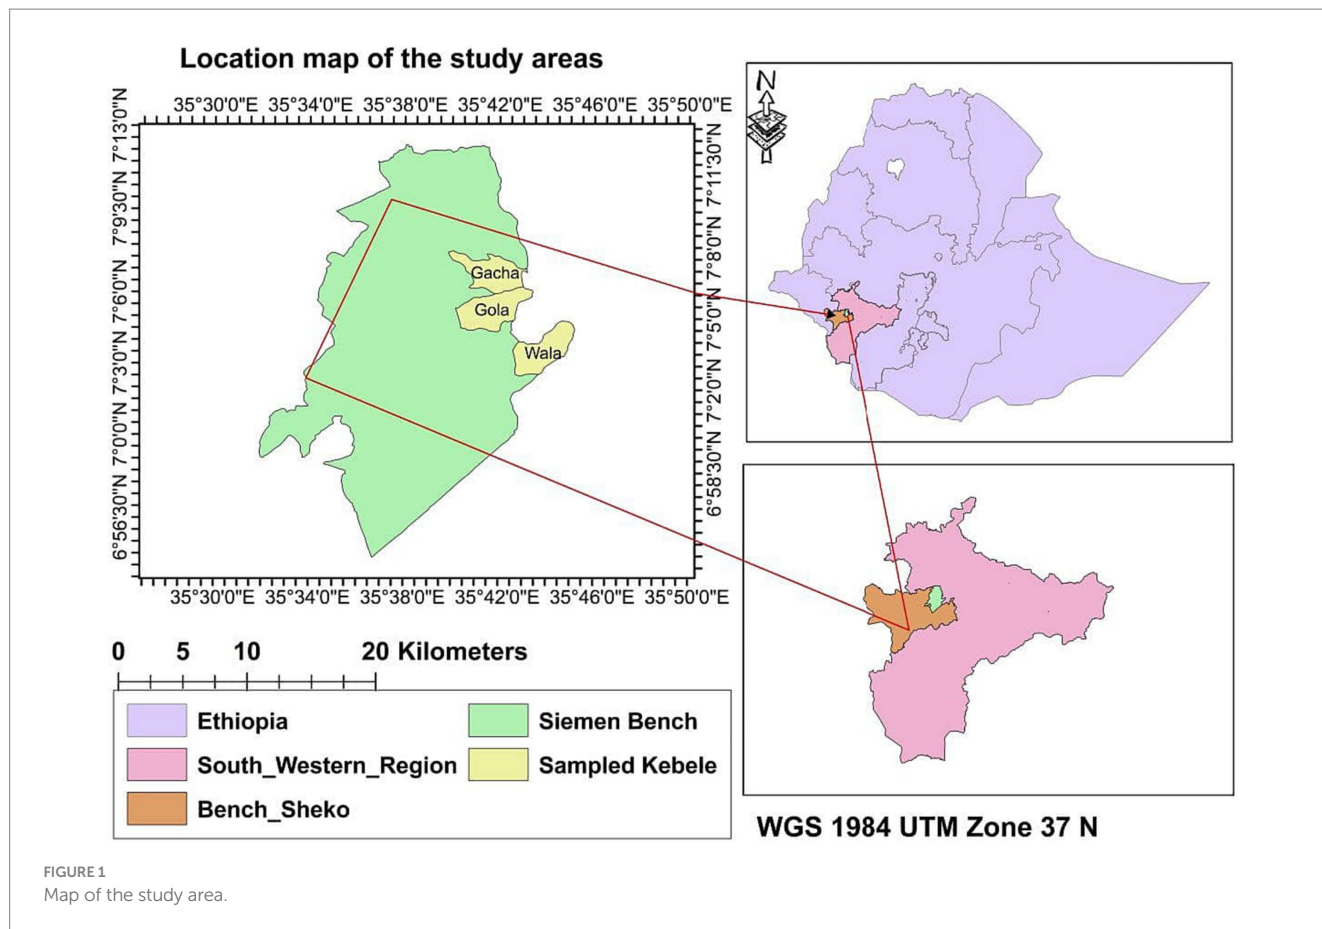 Location map of the study areas
35°30'0"E 35°34'0"E 35°38'0"E 35°42'0"E 35°46'0"E 35°50'0"E
7°13'0"N
7°9'30"N
7°6'0"N
7°3'30"N
7°0'0"N
6°56'30"N
7°11'30"N
7°8'0"N
7°5'0"N
7°2'0"N
6°58'30"N
Gacha
Gola
Wala
35°30'0"E 35°34'0"E 35°38'0"E 35°42'0"E 35°46'0"E 35°50'0"E
N
0 5 10 20 Kilometers
Ethiopia
South_Western_Region
Bench_Sheko
Siemen Bench
Sampled Kebele
WGS 1984 UTM Zone 37 N
FIGURE 1
Map of the study area.